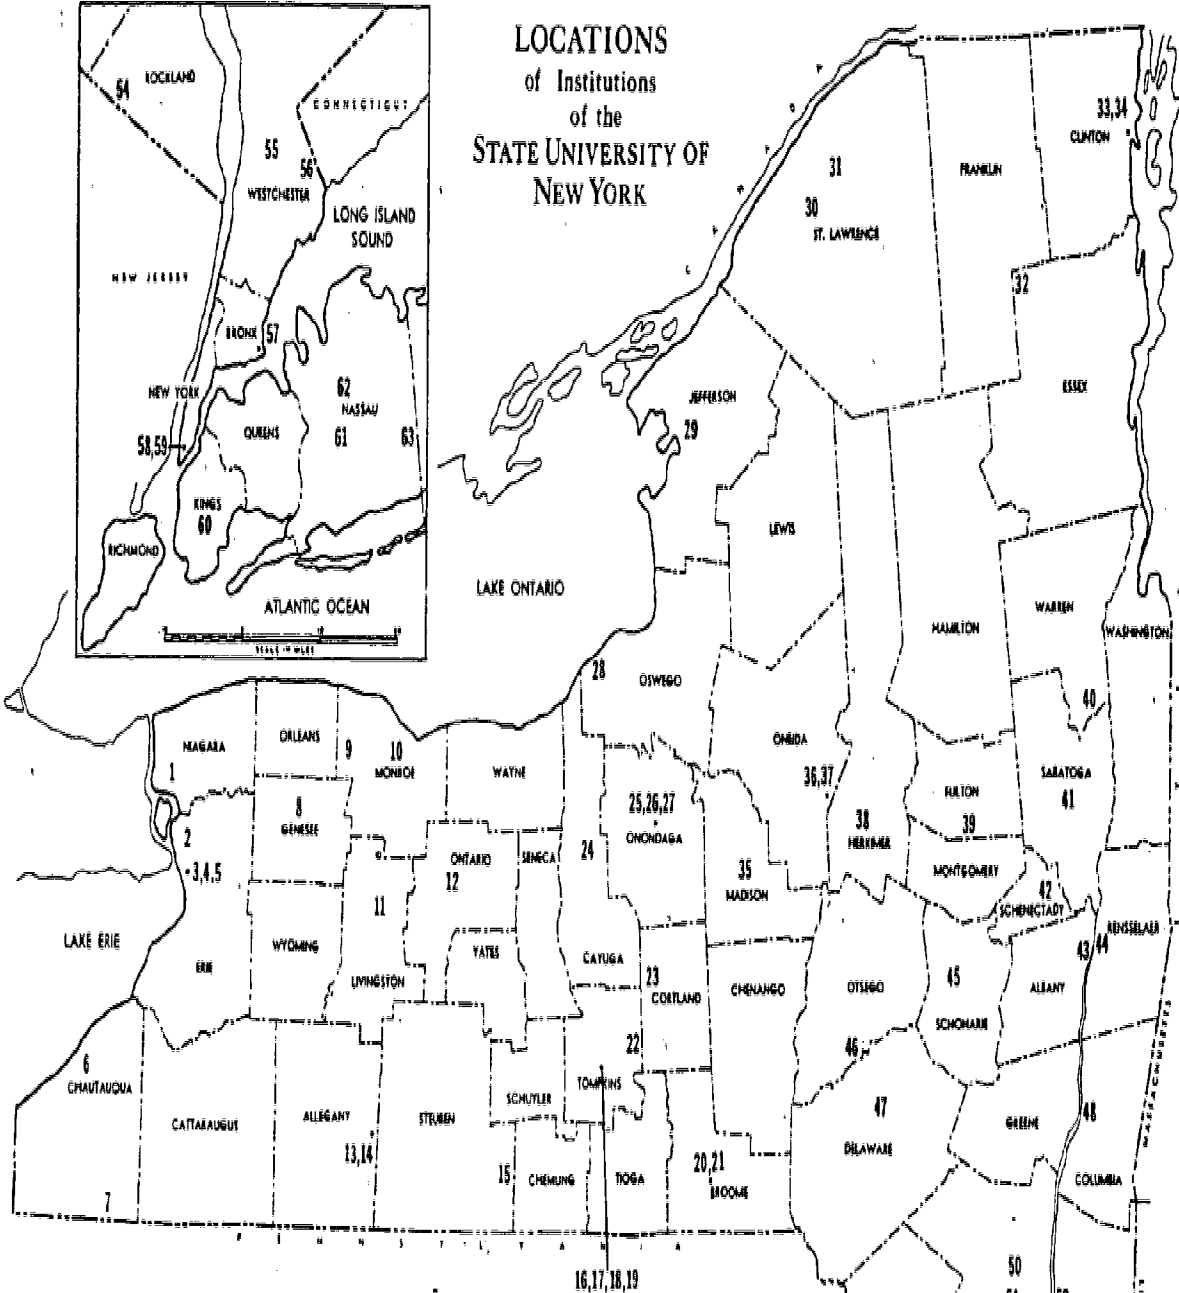 LOCATIONS
of Institutions
of the
STATE UNIVERSITY OF
NEW YORK
ROCKLAND
54
CONNECTICUT
55
56
WESTCHESTER
LONG ISLAND
SOUND
NEW JERSEY
BRONX
57
NEW YORK
62
NASSAU
QUEENS
58,59
61
63
KINGS
60
RICHMOND
ATLANTIC OCEAN
SCALE IN MILES
33,34
CLINTON
31
FRANKLIN
30
ST. LAWRENCE
32
ESSEX
JEFFERSON
29
LEWIS
LAKE ONTARIO
WARREN
HAMILTON
WASHINGTON
28
OSWEGO
40
NIAGARA
ORLEANS
9
10
MONROE
WAYNE
ONEIDA
36,37
SARATOGA
41
1
8
GENESEE
25,26,27
ONONDAGA
38
HERKIMER
FULTON
39
2
3,4,5
ONTARIO
12
SENECA
24
35
MADISON
MONTGOMERY
42
SCHENECTADY
11
RENSSELAER
LAKE ERIE
ERIE
WYOMING
LIVINGSTON
YATES
CAYUGA
23
CORTLAND
CHENANGO
OTSEGO
45
SCHOHARIE
43
44
ALBANY
46
MASSACHUSETTS
6
CHAUTAUQUA
22
TOMPKINS
SCHUYLER
CATTARAUGUS
ALLEGANY
STEUBEN
47
DELAWARE
GREENE
48
13,14
15
CHEMUNG
TIOGA
20,21
BROOME
COLUMBIA
7
PENNSYLVANIA
16,17,18,19
50